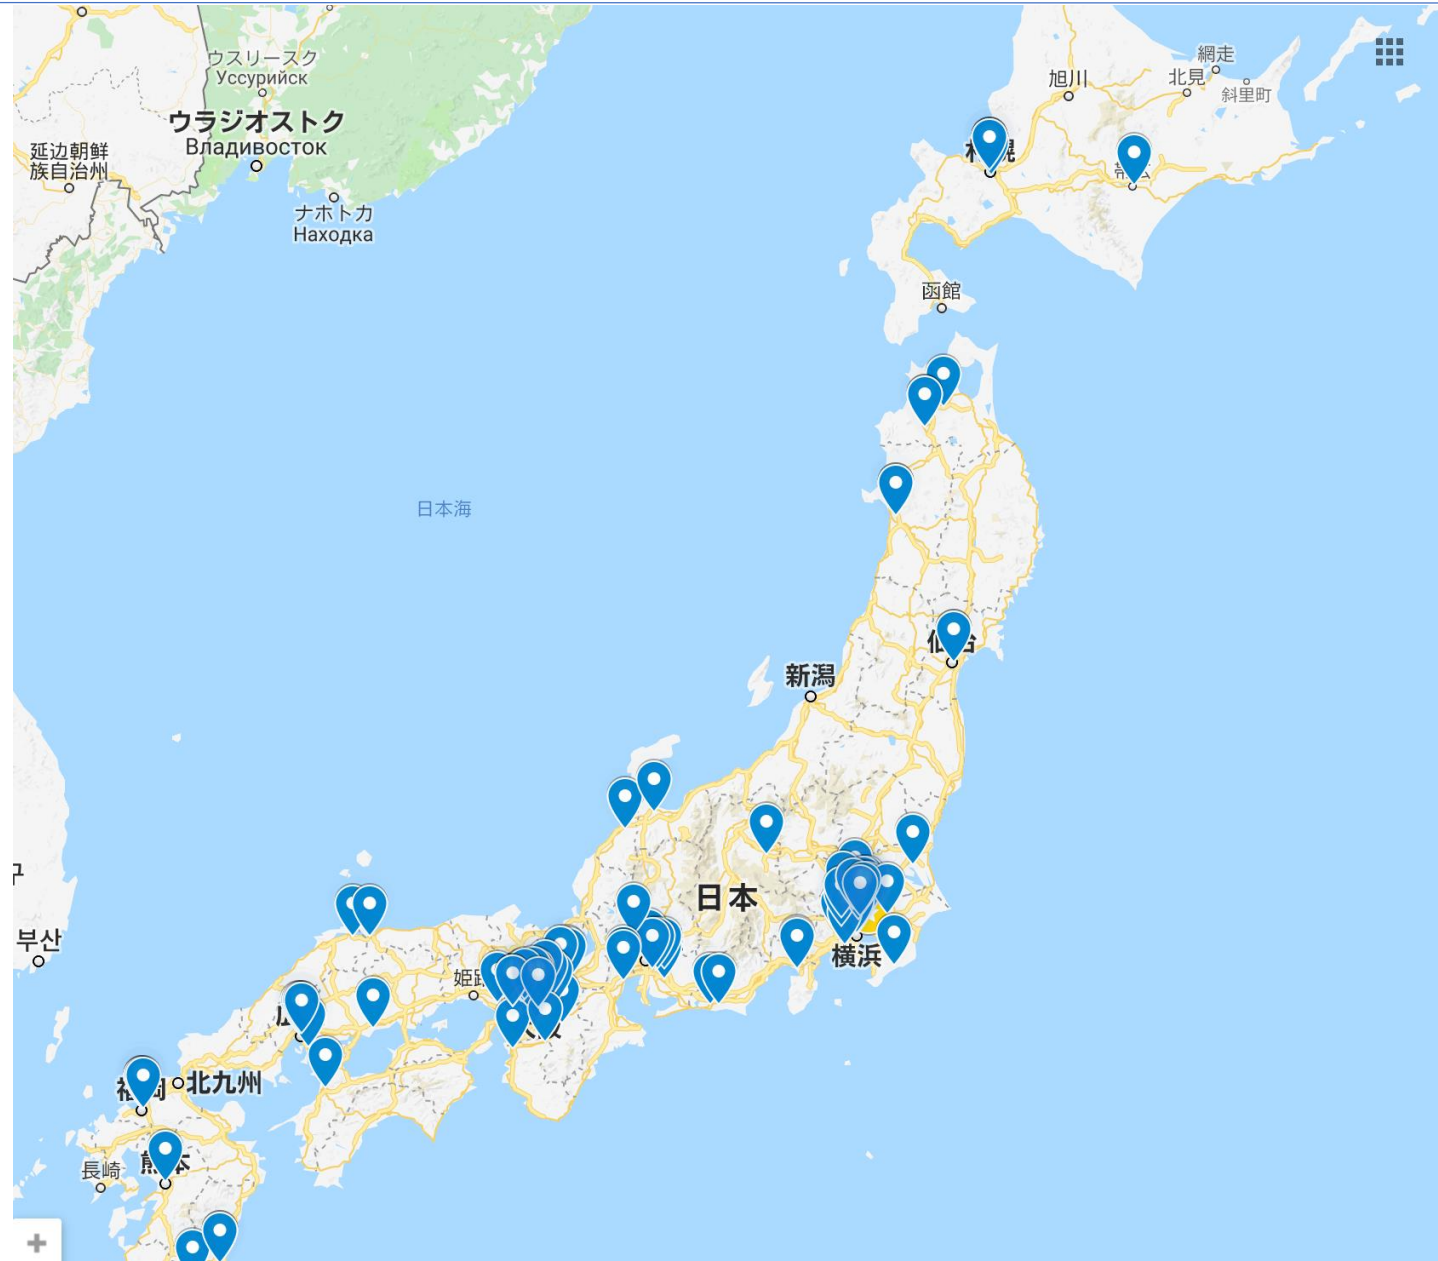 ウスリースク
Уссурийск
ウラジオストク
Владивосток
延辺朝鮮
族自治州
ナホトカ
Находка
網走
旭川
北見
斜里町
函館
日本海
新潟
日本
横浜
부산
北九州
長崎